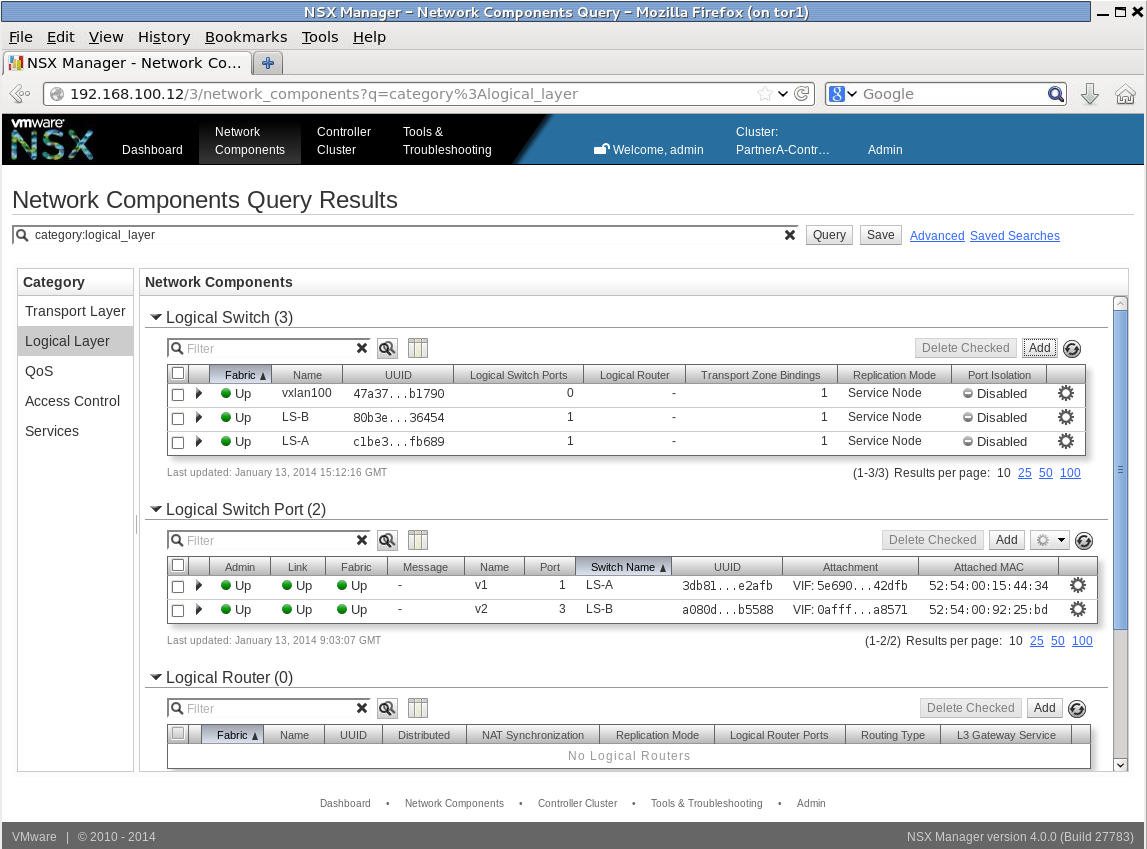 NSX Manager - Network Components Query - Mozilla Firefox (on tor1)
File Edit View History Bookmarks Tools Help
NSX Manager - Network Co...
192.168.100.12/3/network_components?q=category%3Alogical_layer
Google
vmware NSX
Dashboard
Network Components
Controller Cluster
Tools & Troubleshooting
Welcome, admin
Cluster: PartnerA-Contr...
Admin
Network Components Query Results
category:logical_layer Query Save Advanced Saved Searches
Category
Transport Layer
Logical Layer
QoS
Access Control
Services
Network Components
Logical Switch (3)
Filter Delete Checked Add
Fabric Name UUID Logical Switch Ports Logical Router Transport Zone Bindings Replication Mode Port Isolation
Up vxlan100 47a37...b1790 0 - 1 Service Node Disabled
Up LS-B 80b3e...36454 1 - 1 Service Node Disabled
Up LS-A c1be3...fb689 1 - 1 Service Node Disabled
Last updated: January 13, 2014 15:12:16 GMT (1-3/3) Results per page: 10 25 50 100
Logical Switch Port (2)
Filter Delete Checked Add
Admin Link Fabric Message Name Port Switch Name UUID Attachment Attached MAC
Up Up Up - v1 1 LS-A 3db81...e2afb VIF: 5e690...42dfb 52:54:00:15:44:34
Up Up Up - v2 3 LS-B a080d...b5588 VIF: 0afff...a8571 52:54:00:92:25:bd
Last updated: January 13, 2014 9:03:07 GMT (1-2/2) Results per page: 10 25 50 100
Logical Router (0)
Filter Delete Checked Add
Fabric Name UUID Distributed NAT Synchronization Replication Mode Logical Router Ports Routing Type L3 Gateway Service
No Logical Routers
Dashboard • Network Components • Controller Cluster • Tools & Troubleshooting • Admin
VMware | © 2010 - 2014 NSX Manager version 4.0.0 (Build 27783)